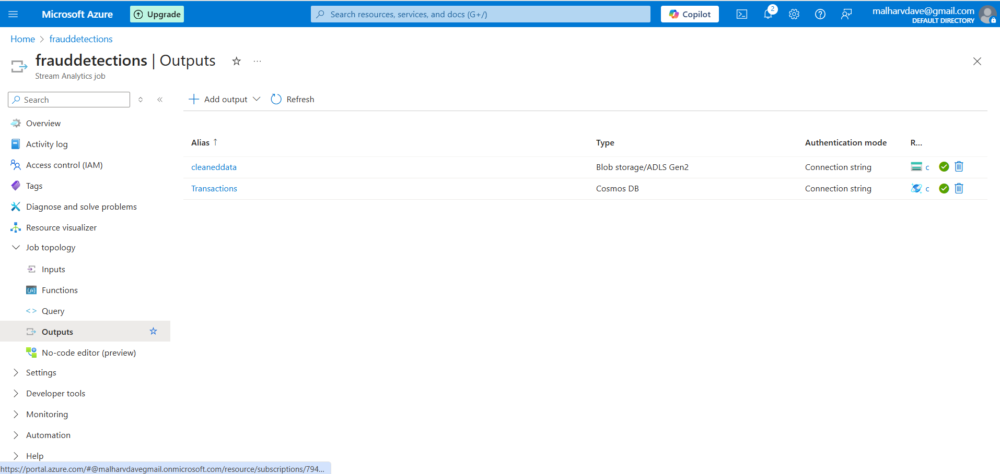 Microsoft Azure
Upgrade
Search resources, services, and docs (G+/)
Copilot
2
malharvdave@gmail.com
DEFAULT DIRECTORY
Home > frauddetections
frauddetections | Outputs
Stream Analytics job
Search
Add output
Refresh
Overview
Activity log
Access control (IAM)
Tags
Diagnose and solve problems
Resource visualizer
Job topology
Inputs
Functions
Query
Outputs
No-code editor (preview)
Settings
Developer tools
Monitoring
Automation
Help
Alias ↑ Type Authentication mode R...
cleaneddata Blob storage/ADLS Gen2 Connection string c
Transactions Cosmos DB Connection string c
https://portal.azure.com/#@malharvdavegmail.onmicrosoft.com/resource/subscriptions/794...